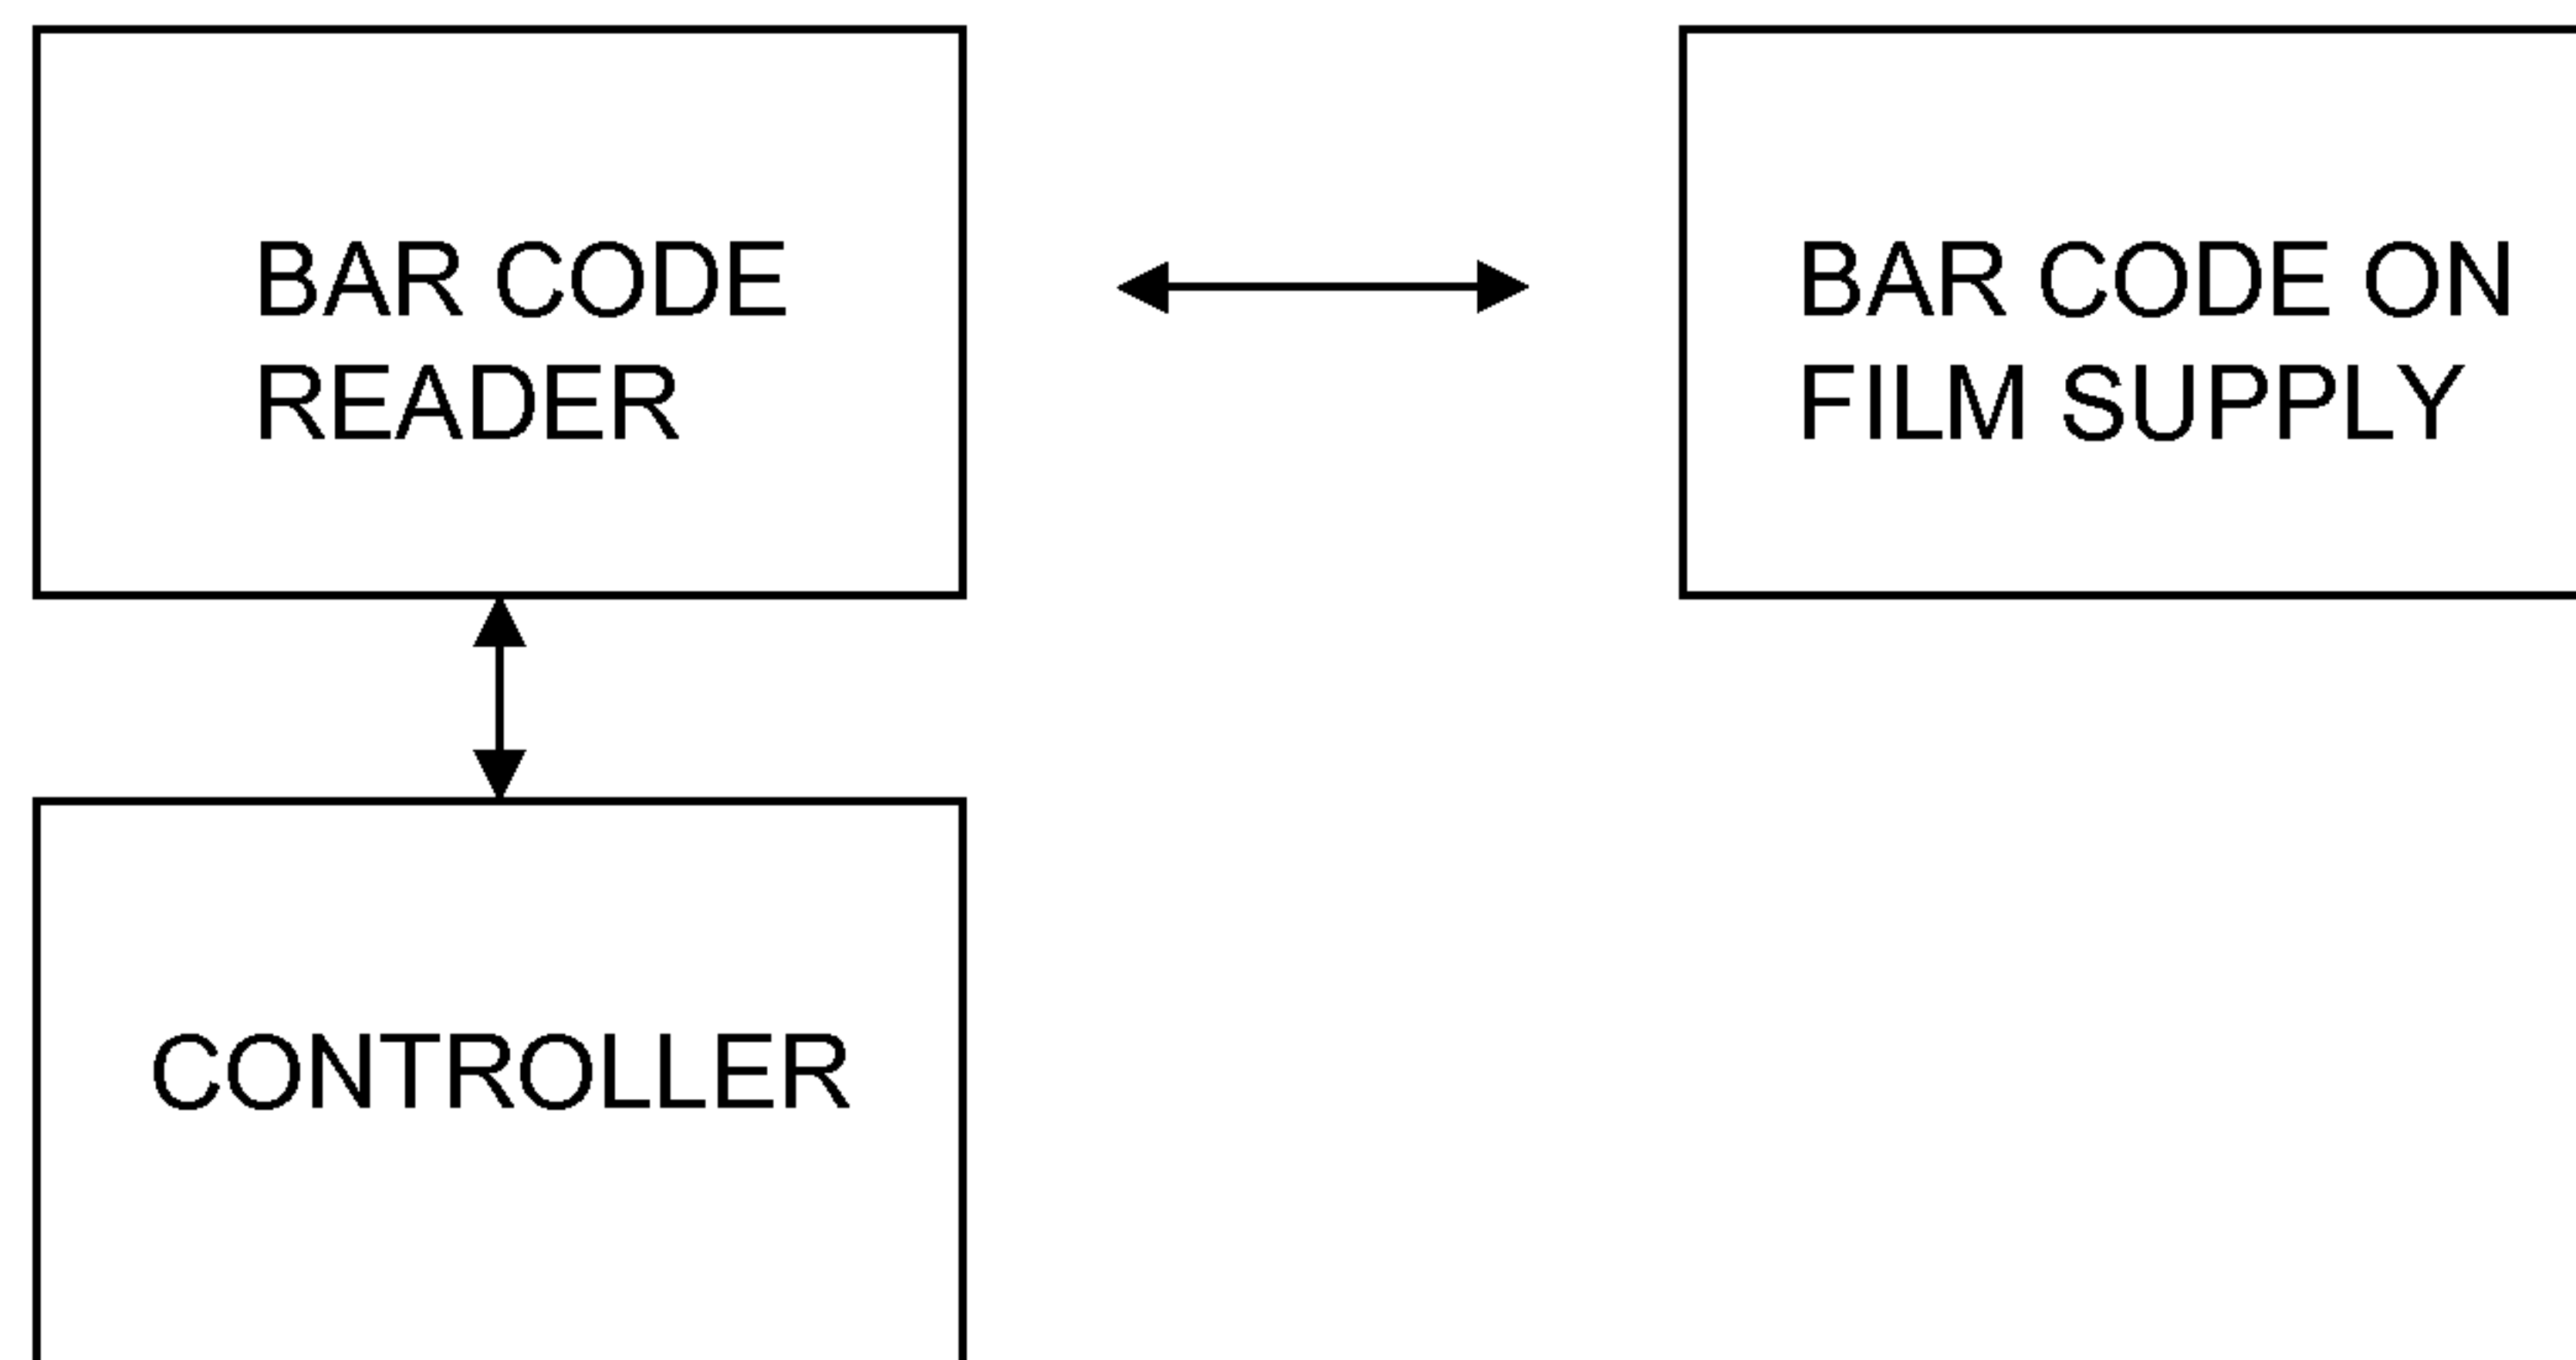 BAR CODE
READER
BAR CODE ON
FILM SUPPLY
CONTROLLER